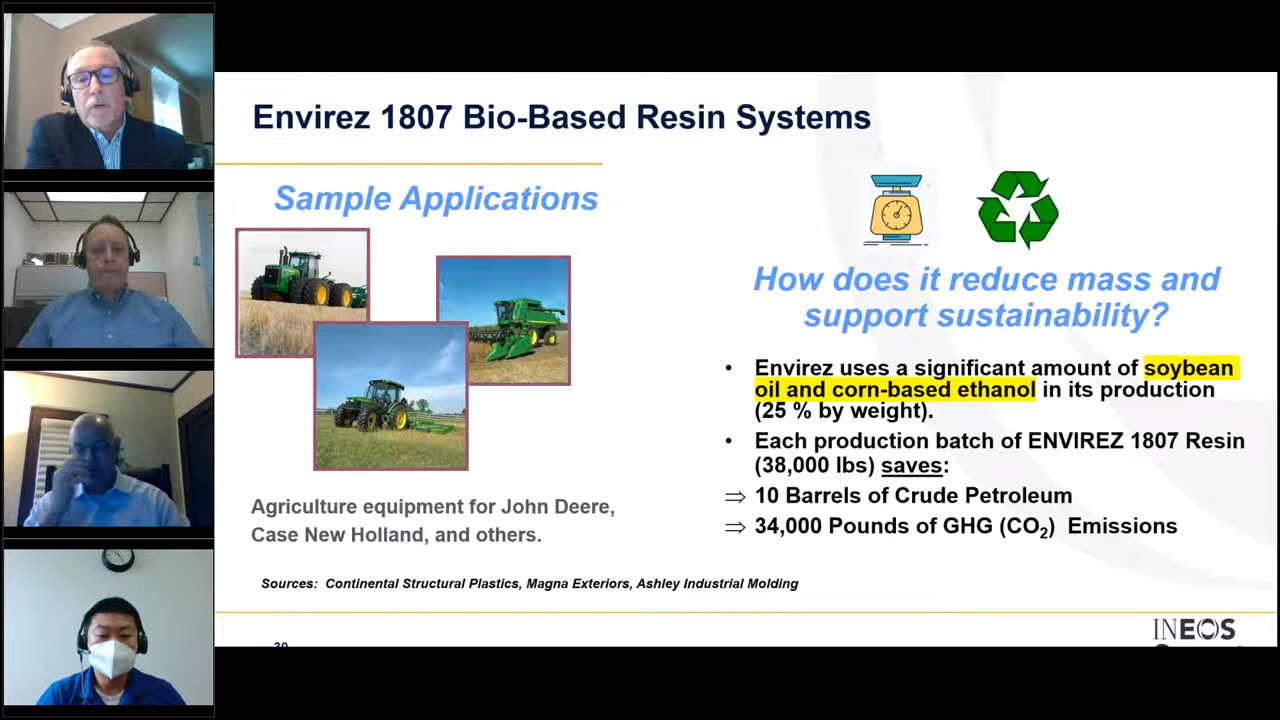 Envirez 1807 Bio-Based Resin Systems
Sample Applications
Agriculture equipment for John Deere,
Case New Holland, and others.
How does it reduce mass and
support sustainability?
• Envirez uses a significant amount of soybean
oil and corn-based ethanol in its production
(25 % by weight).
• Each production batch of ENVIREZ 1807 Resin
(38,000 lbs) saves:
⇒ 10 Barrels of Crude Petroleum
⇒ 34,000 Pounds of GHG (CO₂) Emissions
Sources: Continental Structural Plastics, Magna Exteriors, Ashley Industrial Molding
INEOS